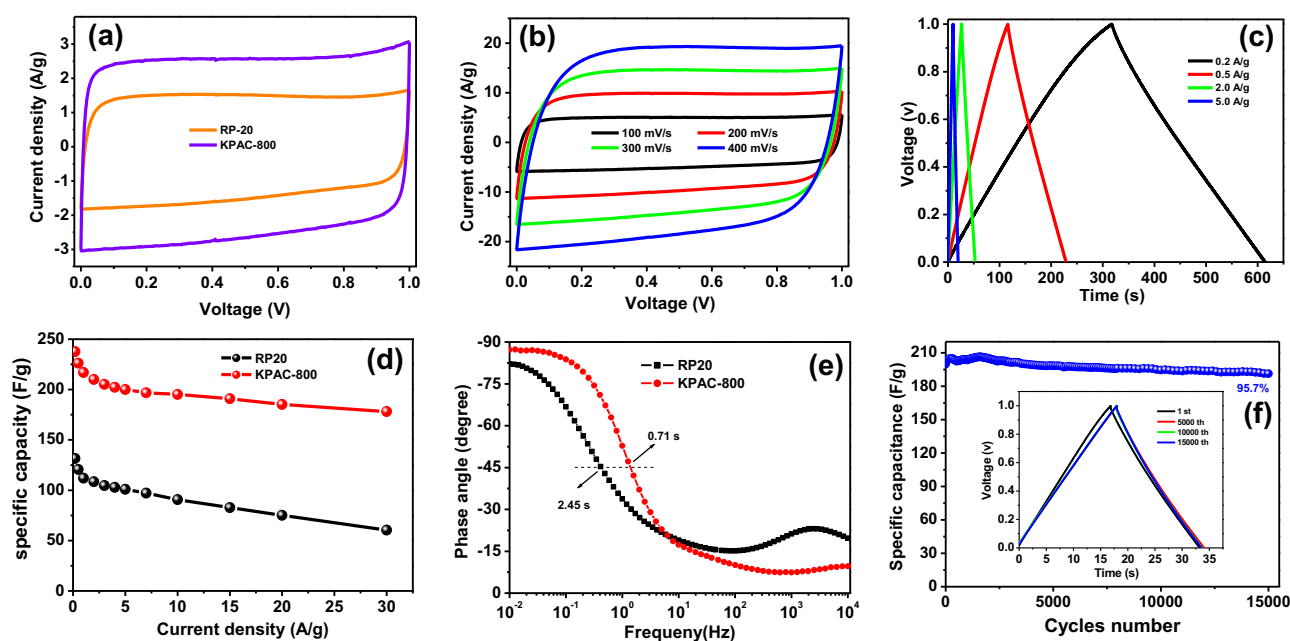 (a)
Current density (A/g)
3
2
1
0
-1
-2
-3
RP-20
KPAC-800
0.0 0.2 0.4 0.6 0.8 1.0
Voltage (V)
(b)
Current density (A/g)
20
10
0
-10
-20
100 mV/s 200 mV/s
300 mV/s 400 mV/s
0.0 0.2 0.4 0.6 0.8 1.0
Voltage (V)
(c)
Voltage (v)
1.0
0.8
0.6
0.4
0.2
0.0
0.2 A/g
0.5 A/g
2.0 A/g
5.0 A/g
0 100 200 300 400 500 600
Time (s)
(d)
specific capacity (F/g)
250
200
150
100
50
0
RP20
KPAC-800
0 5 10 15 20 25 30
Current density (A/g)
(e)
Phase angle (degree)
-90
-75
-60
-45
-30
-15
0
RP20
KPAC-800
0.71 s
2.45 s
10-2 10-1 100 101 102 103 104
Frequeny(Hz)
(f)
Specific capacitance (F/g)
210
180
150
120
90
60
30
0
95.7%
Voltage (v)
1.0
0.8
0.6
0.4
0.2
0.0
1 st
5000 th
10000 th
15000 th
0 5 10 15 20 25 30 35
Time (s)
0 5000 10000 15000
Cycles number